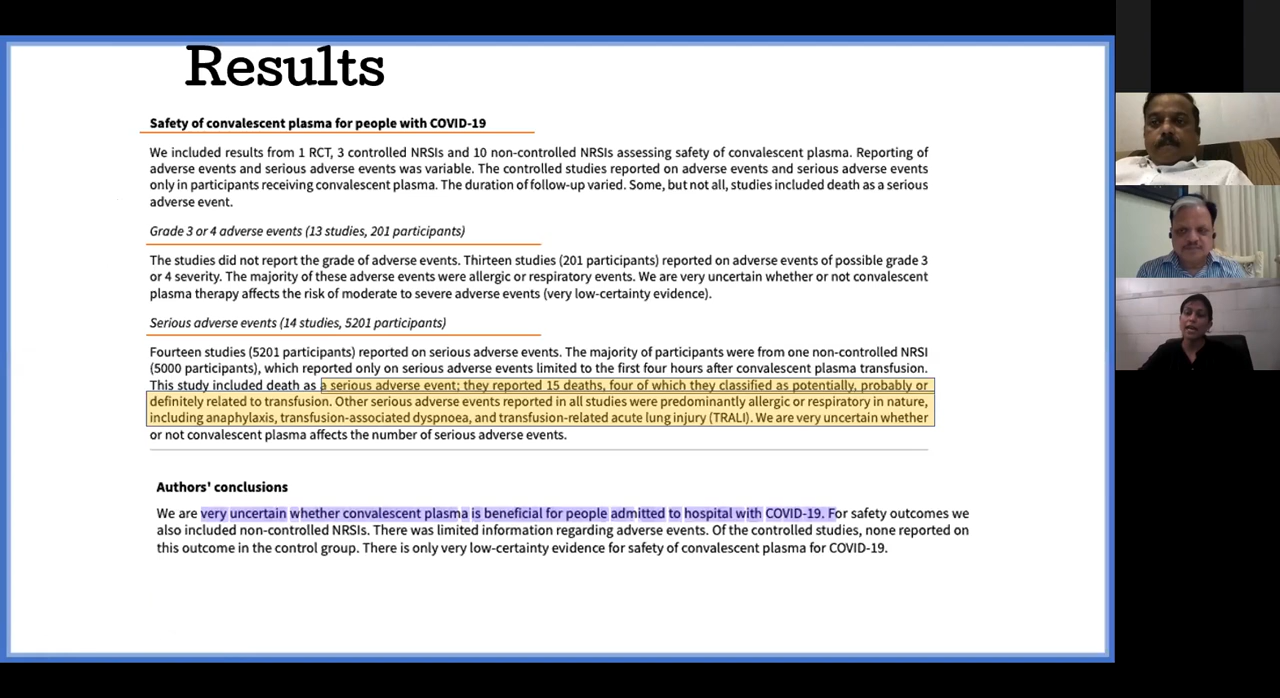 Results
Safety of convalescent plasma for people with COVID-19
We included results from 1 RCT, 3 controlled NRSIs and 10 non-controlled NRSIs assessing safety of convalescent plasma. Reporting of
adverse events and serious adverse events was variable. The controlled studies reported on adverse events and serious adverse events
only in participants receiving convalescent plasma. The duration of follow-up varied. Some, but not all, studies included death as a serious
adverse event.
Grade 3 or 4 adverse events (13 studies, 201 participants)
The studies did not report the grade of adverse events. Thirteen studies (201 participants) reported on adverse events of possible grade 3
or 4 severity. The majority of these adverse events were allergic or respiratory events. We are very uncertain whether or not convalescent
plasma therapy affects the risk of moderate to severe adverse events (very low-certainty evidence).
Serious adverse events (14 studies, 5201 participants)
Fourteen studies (5201 participants) reported on serious adverse events. The majority of participants were from one non-controlled NRSI
(5000 participants), which reported only on serious adverse events limited to the first four hours after convalescent plasma transfusion.
This study included death as a serious adverse event; they reported 15 deaths, four of which they classified as potentially, probably or
definitely related to transfusion. Other serious adverse events reported in all studies were predominantly allergic or respiratory in nature,
including anaphylaxis, transfusion-associated dyspnoea, and transfusion-related acute lung injury (TRALI). We are very uncertain whether
or not convalescent plasma affects the number of serious adverse events.
Authors' conclusions
We are very uncertain whether convalescent plasma is beneficial for people admitted to hospital with COVID-19. For safety outcomes we
also included non-controlled NRSIs. There was limited information regarding adverse events. Of the controlled studies, none reported on
this outcome in the control group. There is only very low-certainty evidence for safety of convalescent plasma for COVID-19.